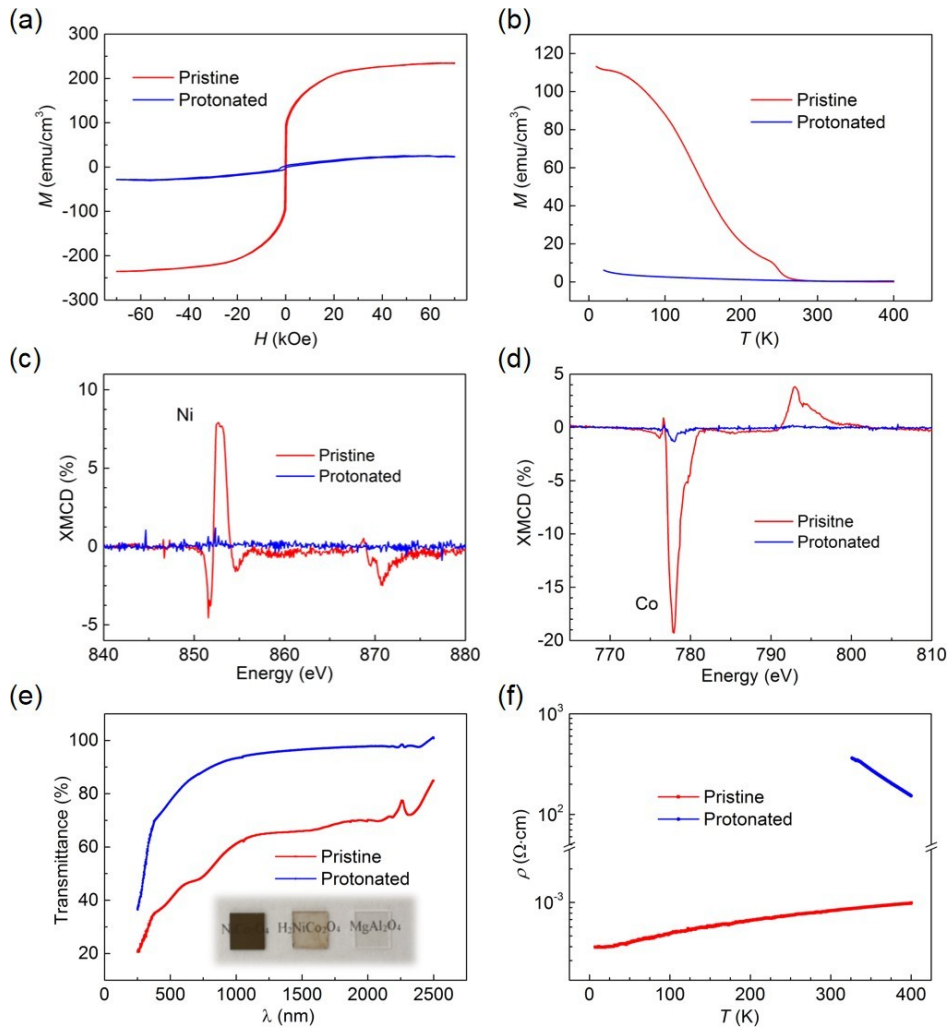 (a)
300
200
100
0
-100
-200
-300
M (emu/cm³)
Pristine
Protonated
-60 -40 -20 0 20 40 60
H (kOe)
(b)
120
100
80
60
40
20
0
M (emu/cm³)
Pristine
Protonated
0 100 200 300 400
T (K)
(c)
10
5
0
-5
XMCD (%)
Ni
Pristine
Protonated
840 850 860 870 880
Energy (eV)
(d)
5
0
-5
-10
-15
-20
XMCD (%)
Prisitne
Protonated
Co
770 780 790 800 810
Energy (eV)
(e)
100
80
60
40
20
Transmittance (%)
Pristine
Protonated
NiCo₂O₄ H₂NiCo₂O₄ MgAl₂O₄
0 500 1000 1500 2000 2500
λ (nm)
(f)
10³
10²
10⁻³
ρ (Ω·cm)
Pristine
Protonated
0 100 200 300 400
T (K)